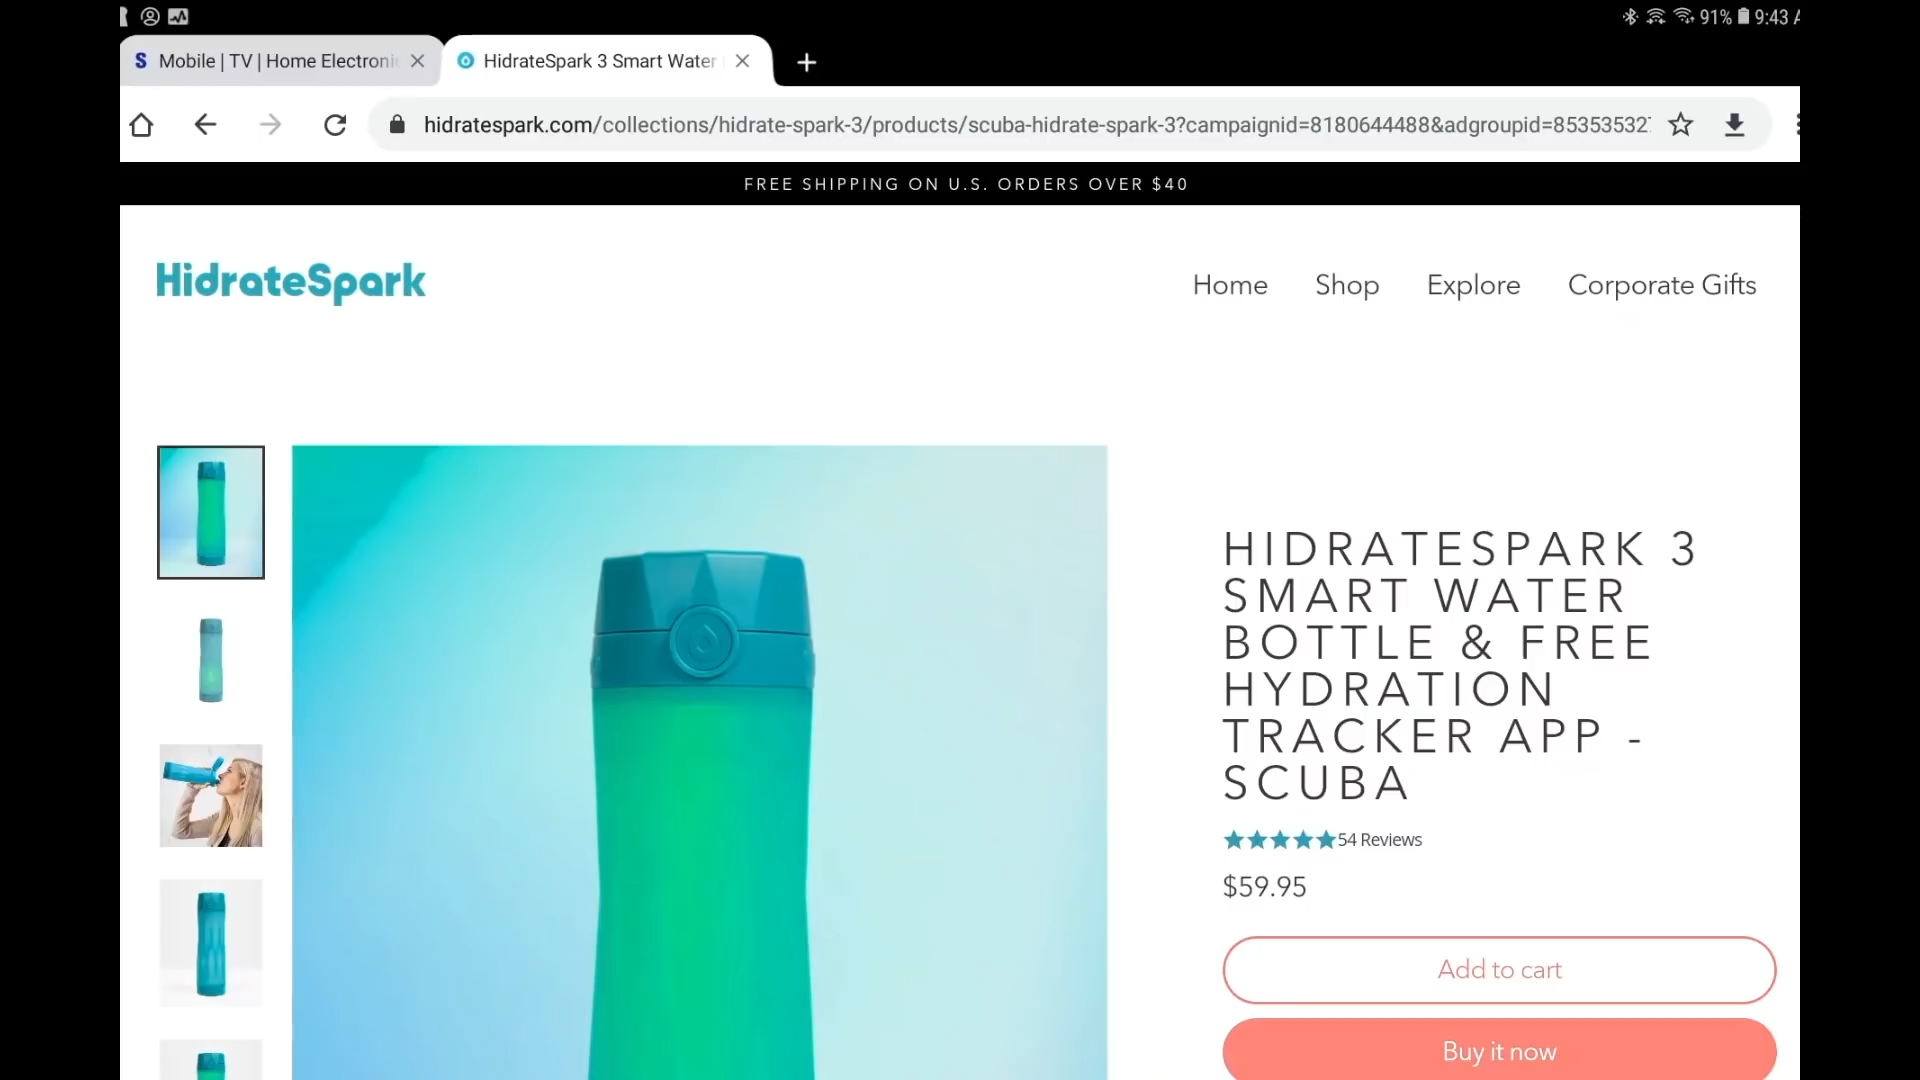 91% 9:43 A
S Mobile | TV | Home Electroni
HidrateSpark 3 Smart Water
hidratespark.com/collections/hidrate-spark-3/products/scuba-hidrate-spark-3?campaignid=8180644488&adgroupid=853535327
FREE SHIPPING ON U.S. ORDERS OVER $40
HidrateSpark
Home Shop Explore Corporate Gifts
HIDRATESPARK 3
SMART WATER
BOTTLE & FREE
HYDRATION
TRACKER APP -
SCUBA
54 Reviews
$59.95
Add to cart
Buy it now